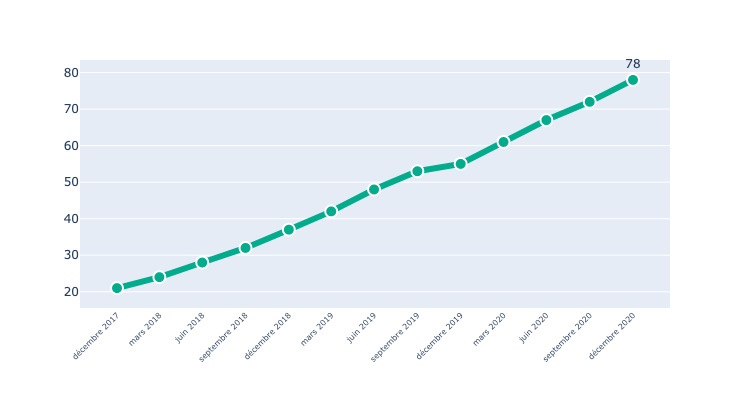 78
80
70
60
50
40
30
20
décembre 2017
mars 2018
juin 2018
septembre 2018
décembre 2018
mars 2019
juin 2019
septembre 2019
décembre 2019
mars 2020
juin 2020
septembre 2020
décembre 2020